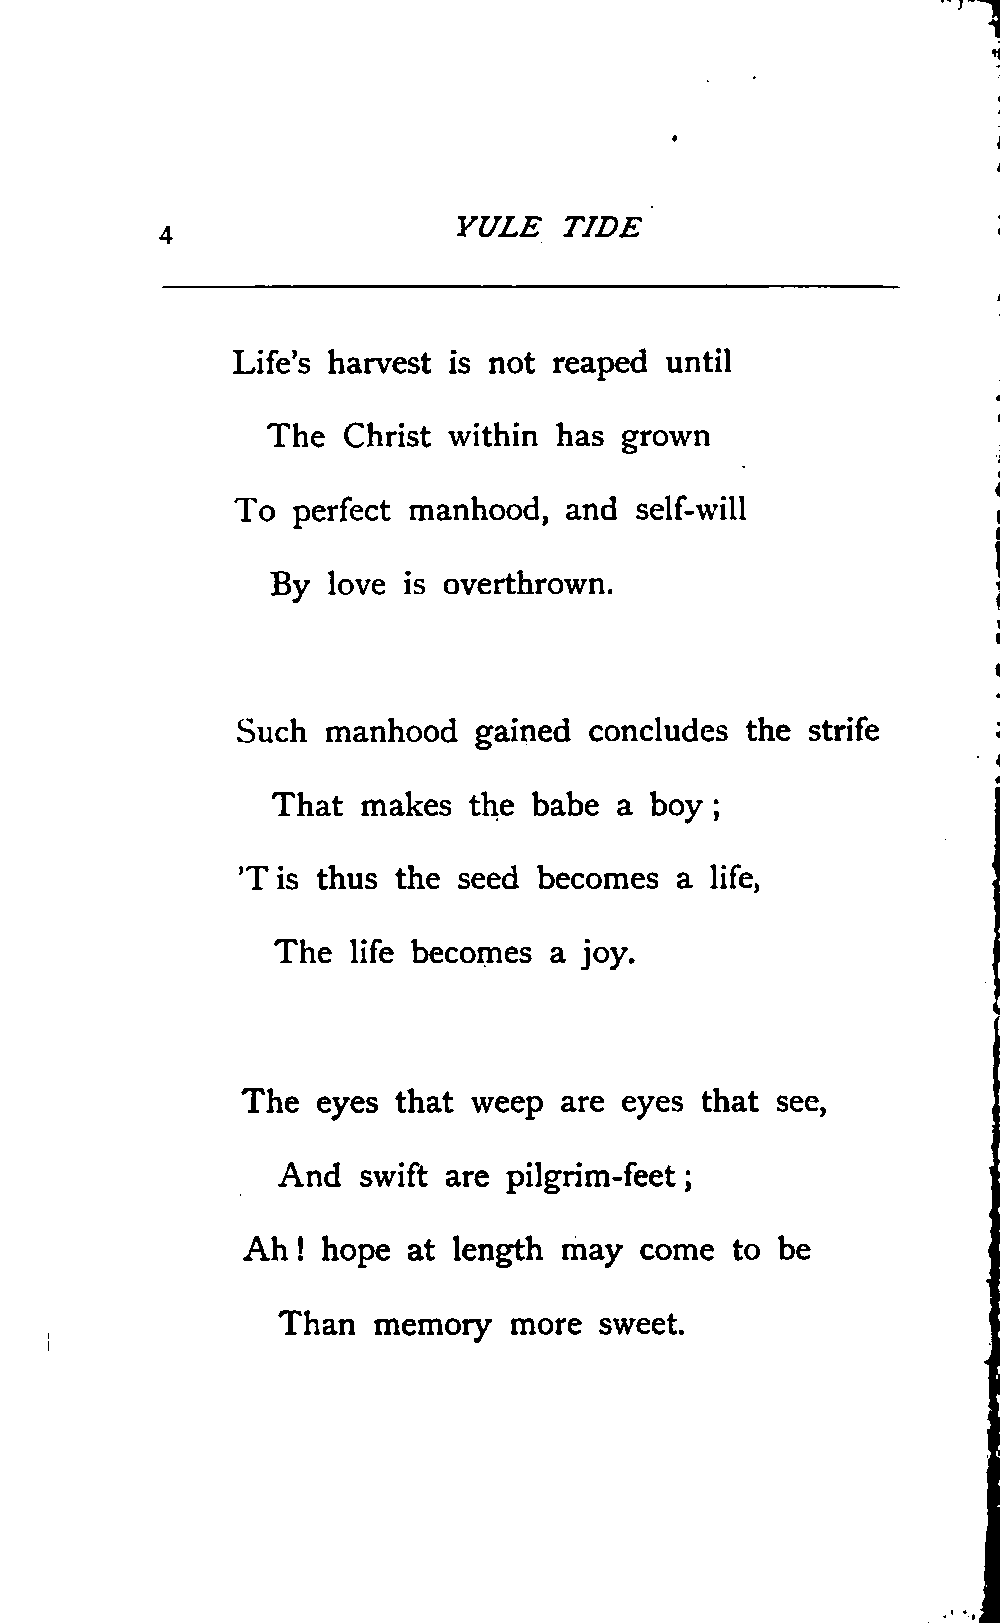 4 YULE TIDE
Life's harvest is not reaped until
The Christ within has grown
To perfect manhood, and self-will
By love is overthrown.
Such manhood gained concludes the strife
That makes the babe a boy ;
'T is thus the seed becomes a life,
The life becomes a joy.
The eyes that weep are eyes that see,
And swift are pilgrim-feet ;
Ah ! hope at length may come to be
Than memory more sweet.